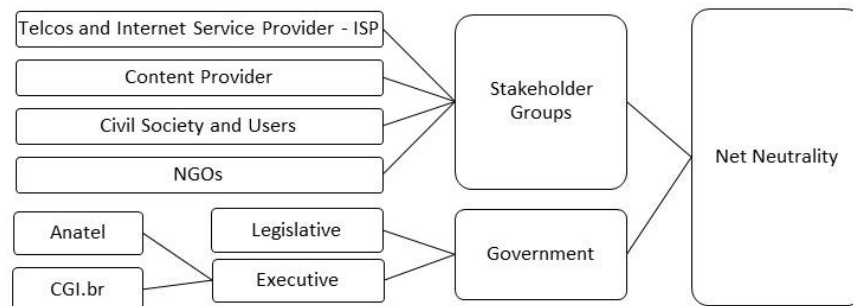 Telcos and Internet Service Provider - ISP
Content Provider
Civil Society and Users
NGOs
Stakeholder
Groups
Net Neutrality
Anatel
CGI.br
Legislative
Executive
Government